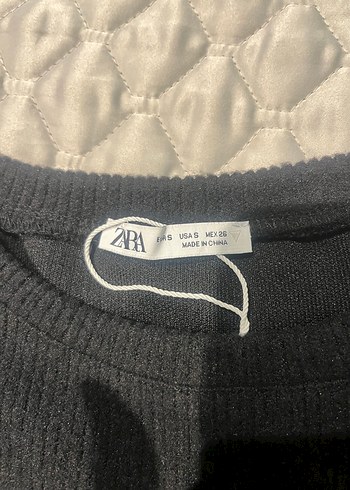 ZARA
EUR S USA S MEX 26
MADE IN CHINA